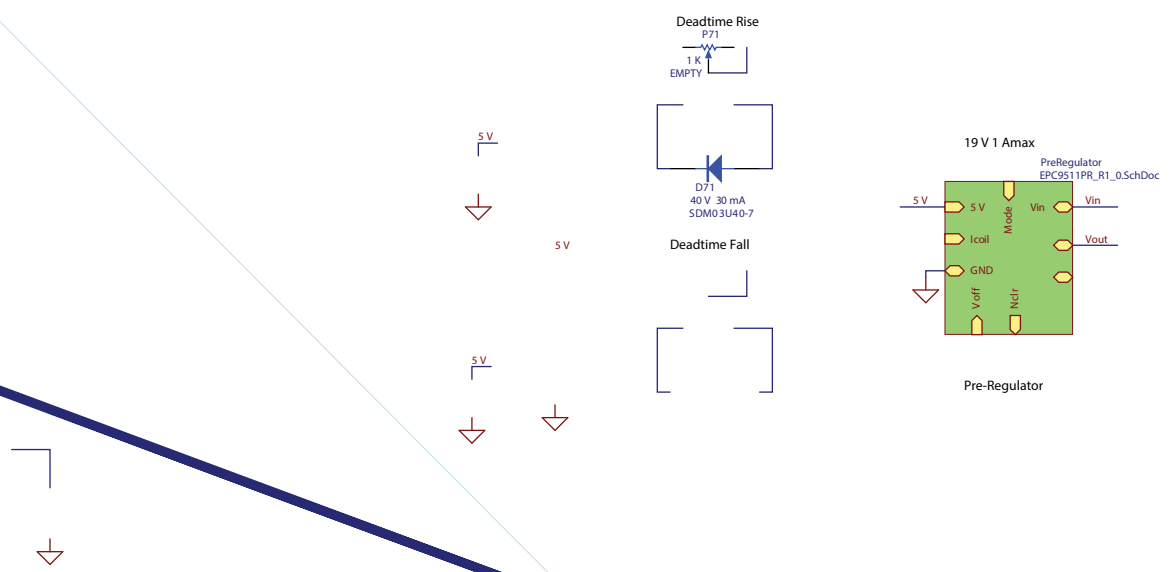 Deadtime Rise
P71
1 K
EMPTY
5 V
D71
40 V 30 mA
SDM03U40-7
Deadtime Fall
5 V
5 V
19 V 1 Amax
PreRegulator
EPC9511PR_R1_0.SchDoc
5 V
5 V
Mode
Vin
Vin
Icoil
Vout
GND
Voff
Nclr
Pre-Regulator